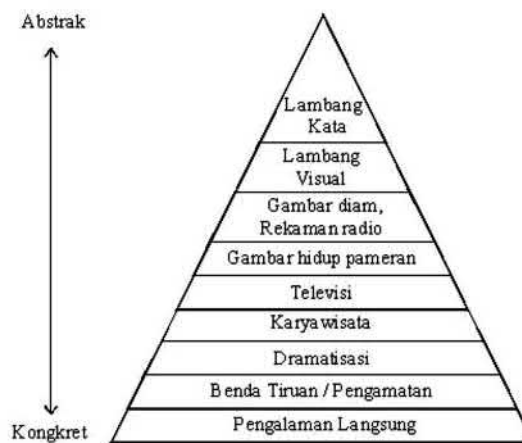 Abstrak
Lambang
Kata
Lambang
Visual
Gambar diam,
Rekaman radio
Gambar hidup pameran
Televisi
Karyawisata
Dramatisasi
Benda Tiruan / Pengamatan
Pengalaman Langsung
Kongkret